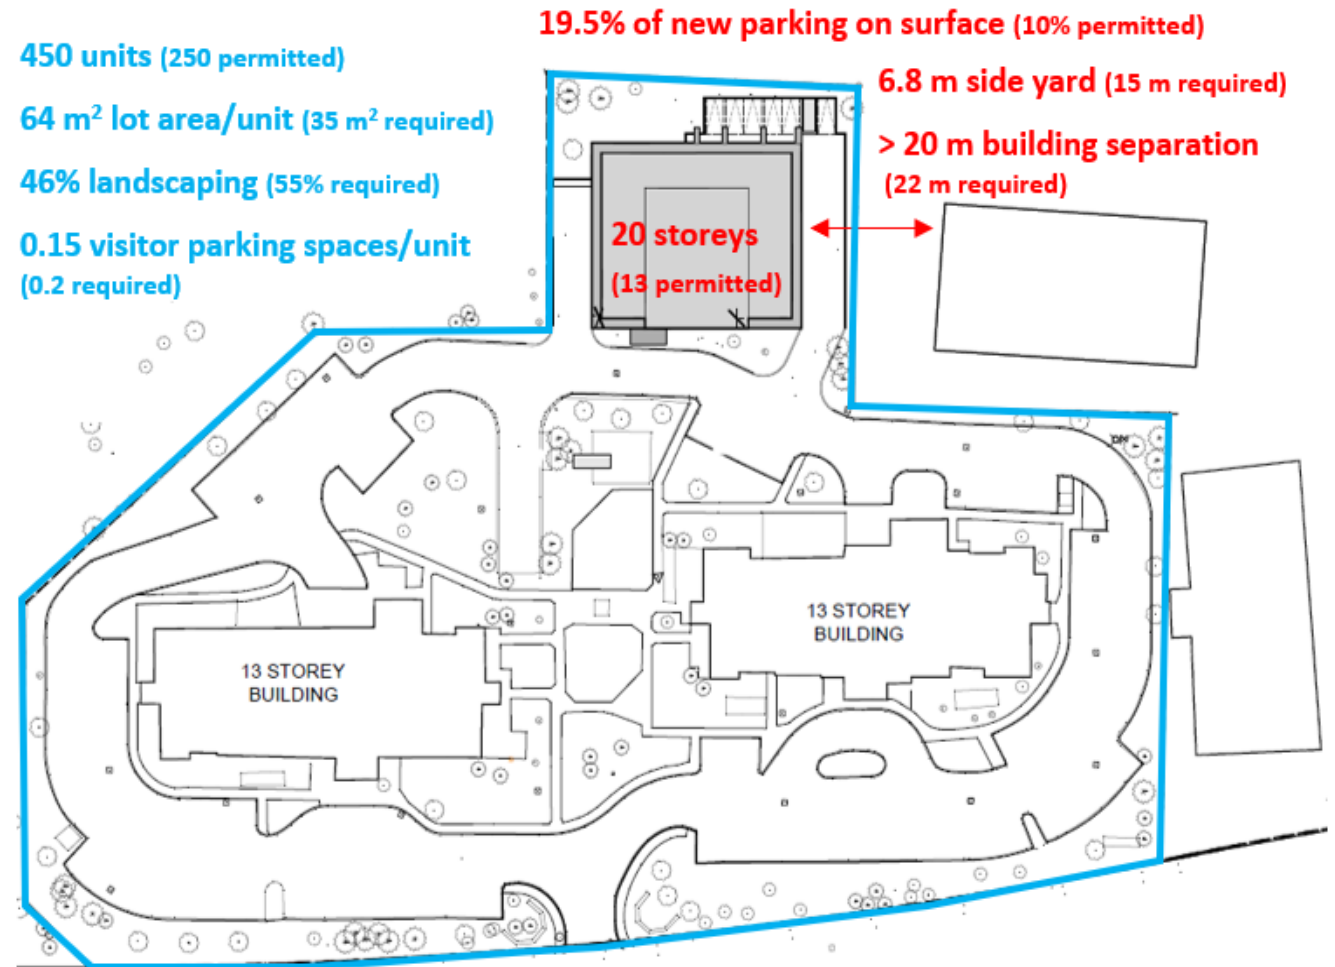 19.5% of new parking on surface (10% permitted)
450 units (250 permitted)
6.8 m side yard (15 m required)
64 m² lot area/unit (35 m² required)
> 20 m building separation
(22 m required)
46% landscaping (55% required)
0.15 visitor parking spaces/unit
(0.2 required)
20 storeys
(13 permitted)
13 STOREY
BUILDING
13 STOREY
BUILDING